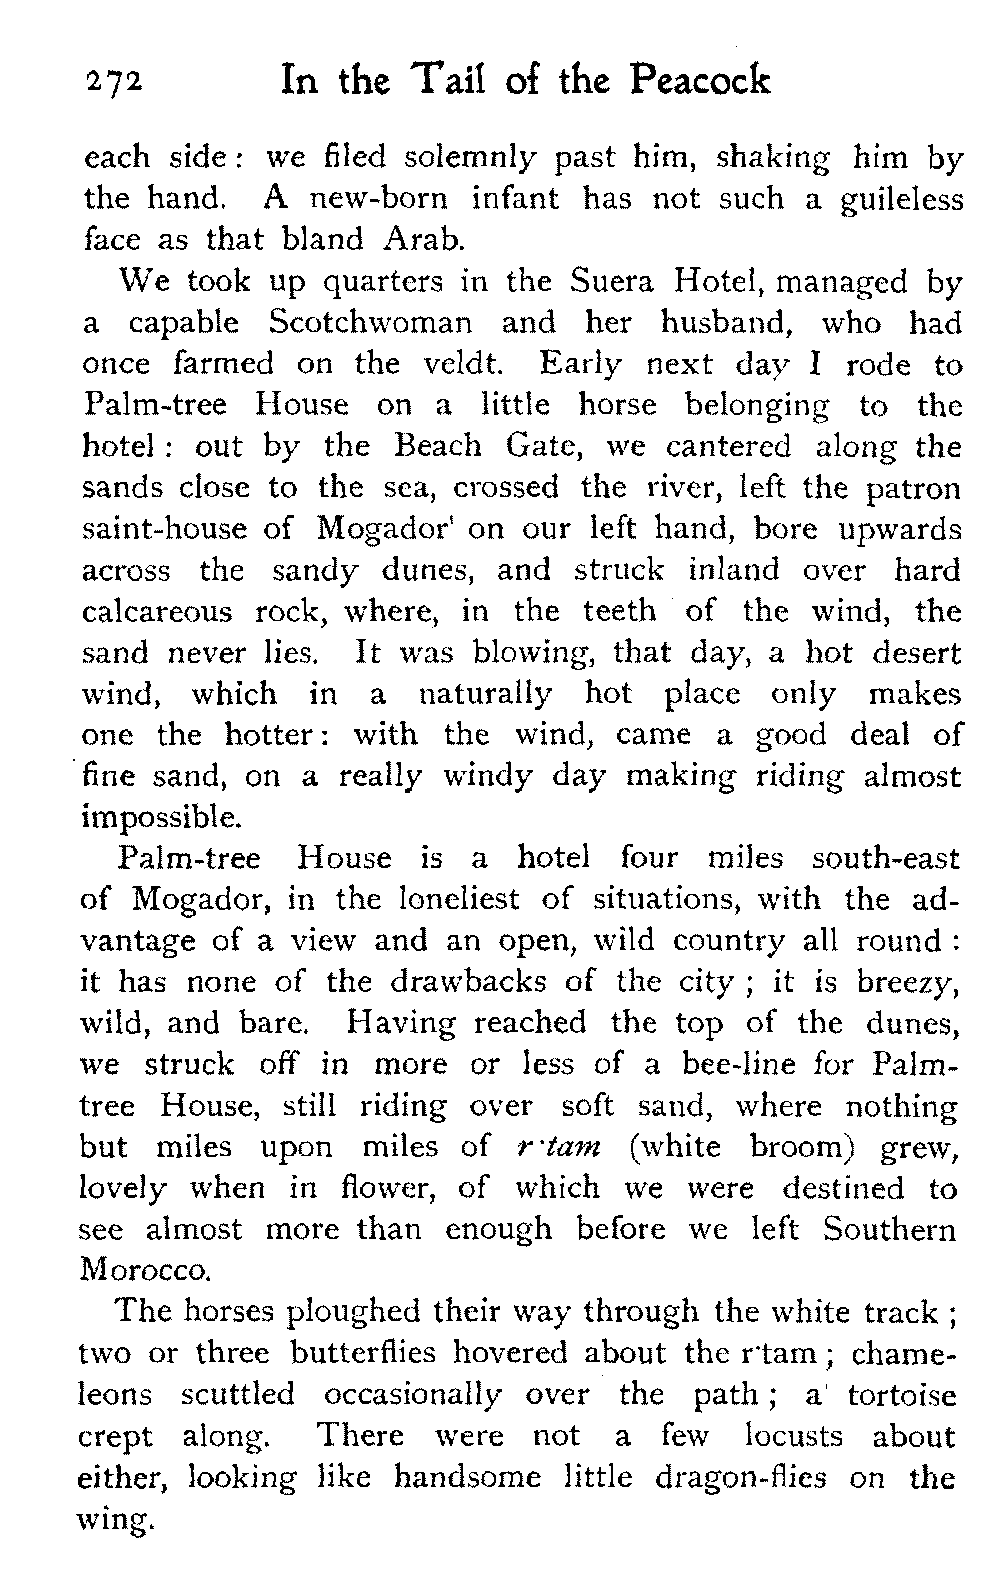 272 In the Tail of the Peacock
each side : we filed solemnly past him, shaking him by
the hand. A new-born infant has not such a guileless
face as that bland Arab.
We took up quarters in the Suera Hotel, managed by
a capable Scotchwoman and her husband, who had
once farmed on the veldt. Early next day I rode to
Palm-tree House on a little horse belonging to the
hotel : out by the Beach Gate, we cantered along the
sands close to the sea, crossed the river, left the patron
saint-house of Mogador' on our left hand, bore upwards
across the sandy dunes, and struck inland over hard
calcareous rock, where, in the teeth of the wind, the
sand never lies. It was blowing, that day, a hot desert
wind, which in a naturally hot place only makes
one the hotter : with the wind, came a good deal of
fine sand, on a really windy day making riding almost
impossible.
Palm-tree House is a hotel four miles south-east
of Mogador, in the loneliest of situations, with the ad-
vantage of a view and an open, wild country all round :
it has none of the drawbacks of the city ; it is breezy,
wild, and bare. Having reached the top of the dunes,
we struck off in more or less of a bee-line for Palm-
tree House, still riding over soft sand, where nothing
but miles upon miles of r·tam (white broom) grew,
lovely when in flower, of which we were destined to
see almost more than enough before we left Southern
Morocco.
The horses ploughed their way through the white track ;
two or three butterflies hovered about the r·tam ; chame-
leons scuttled occasionally over the path ; a tortoise
crept along. There were not a few locusts about
either, looking like handsome little dragon-flies on the
wing.